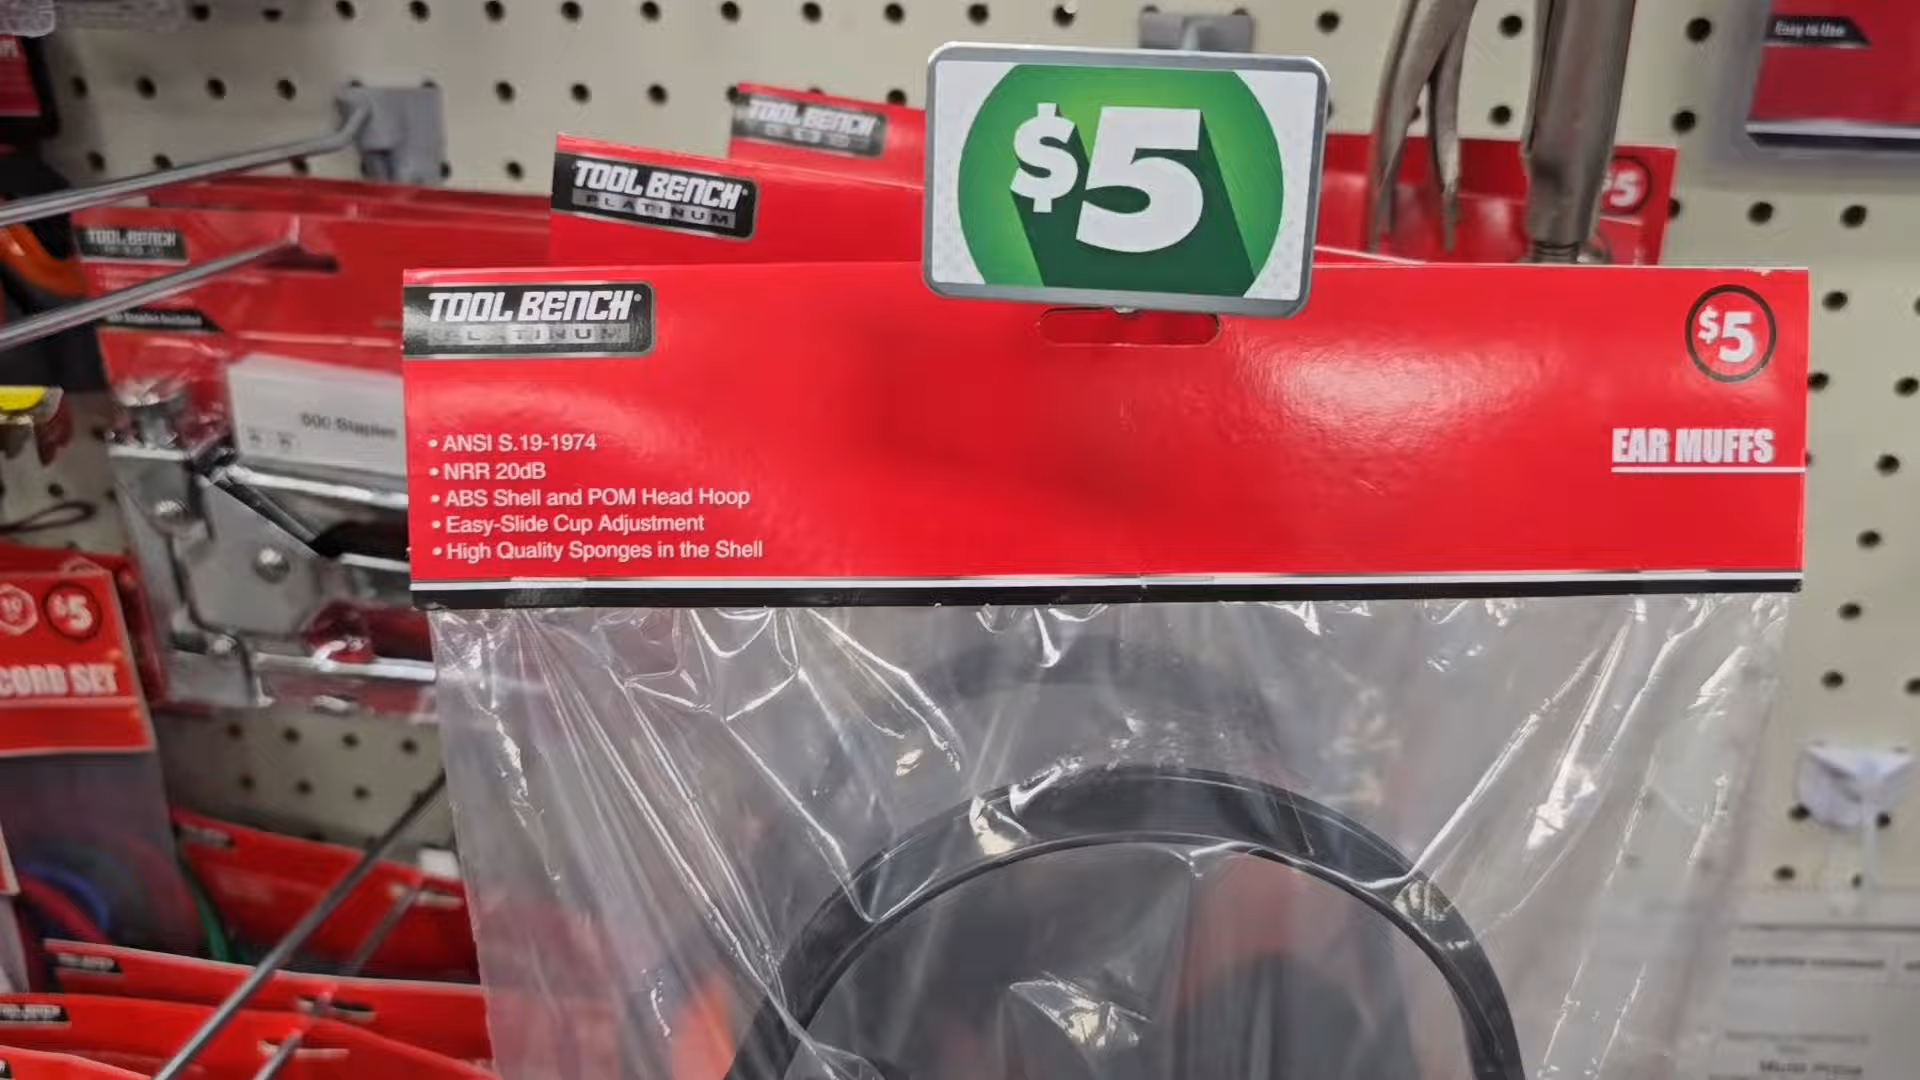 Easy to Use
TOOL BENCH
$5
TOOL BENCH
PLATINUM
$5
TOOL BENCH
TOOL BENCH
PLATINUM
$5
• ANSI S.19-1974
• NRR 20dB
• ABS Shell and POM Head Hoop
• Easy-Slide Cup Adjustment
• High Quality Sponges in the Shell
EAR MUFFS
500 Staples
$5
CORD SET